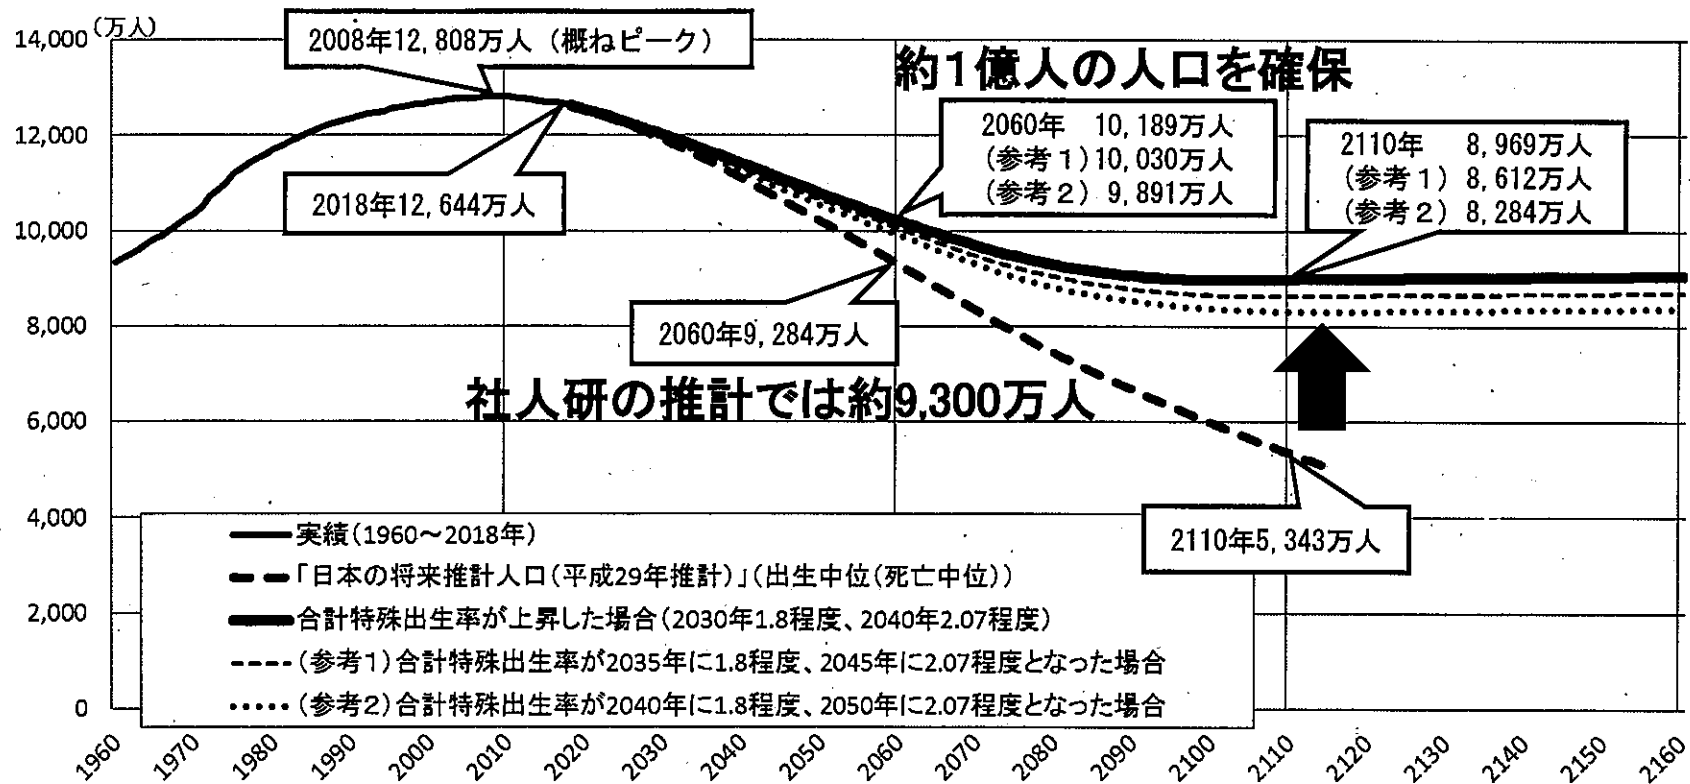 (万人)
14,000
12,000
10,000
8,000
6,000
4,000
2,000
0
2008年12,808万人（概ねピーク）
約1億人の人口を確保
2018年12,644万人
2060年 10,189万人
(参考1)10,030万人
(参考2) 9,891万人
2110年 8,969万人
(参考1) 8,612万人
(参考2) 8,284万人
2060年9,284万人
社人研の推計では約9,300万人
2110年5,343万人
実績(1960～2018年)
「日本の将来推計人口(平成29年推計)」(出生中位(死亡中位))
合計特殊出生率が上昇した場合(2030年1.8程度、2040年2.07程度)
(参考1)合計特殊出生率が2035年に1.8程度、2045年に2.07程度となった場合
(参考2)合計特殊出生率が2040年に1.8程度、2050年に2.07程度となった場合
1960
1970
1980
1990
2000
2010
2020
2030
2040
2050
2060
2070
2080
2090
2100
2110
2120
2130
2140
2150
2160